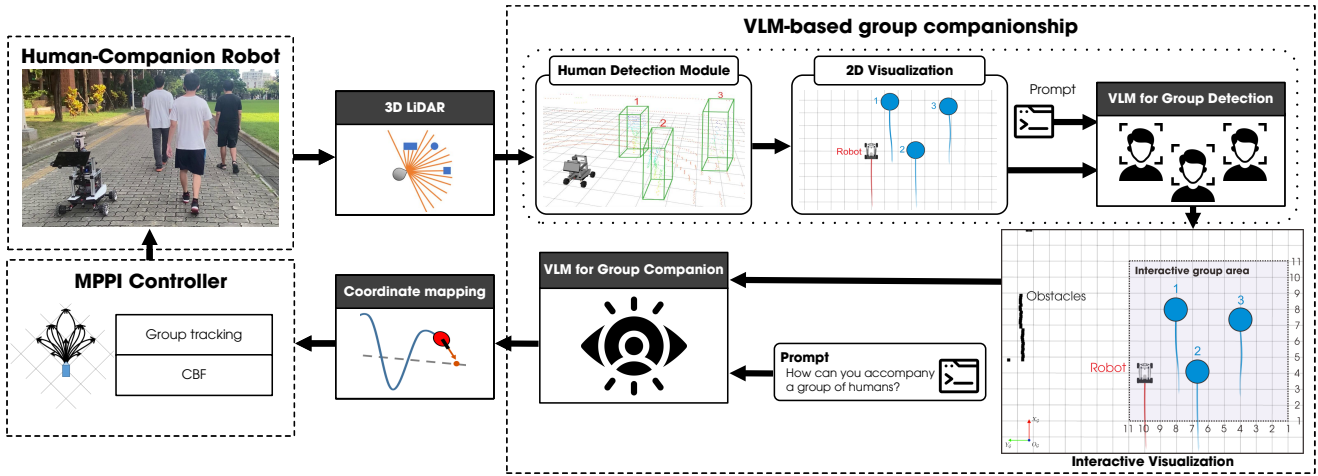 VLM-based group companionship
Human-Companion Robot
3D LiDAR
Human Detection Module
1
2
3
2D Visualization
1
3
2
Robot
Prompt
VLM for Group Detection
MPPI Controller
Group tracking
CBF
Coordinate mapping
VLM for Group Companion
Prompt
How can you accompany
a group of humans?
Interactive group area
Obstacles
1
3
2
Robot
11
10
9
8
7
6
5
4
3
2
1
11 10 9 8 7 6 5 4 3 2 1
X_G
Y_G O_G
Interactive Visualization